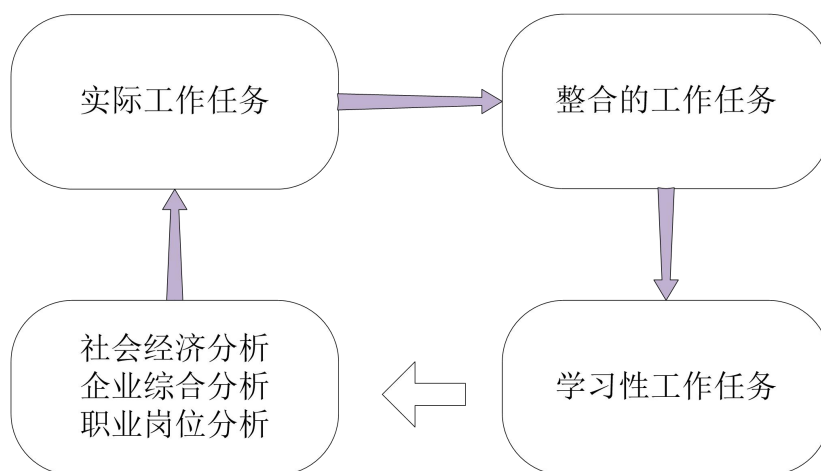 实际工作任务
整合的工作任务
社会经济分析
企业综合分析
职业岗位分析
学习性工作任务